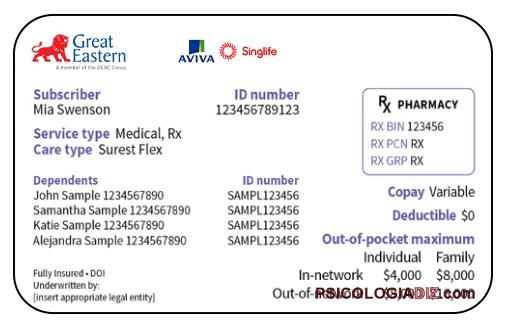 Great
Eastern
A member of the OCBC Group
AVIVA Singlife
Subscriber ID number
Mia Swenson 123456789123
Service type Medical, Rx
Care type Surest Flex
Rx PHARMACY
RX BIN 123456
RX PCN RX
RX GRP RX
Dependents ID number
John Sample 1234567890 SAMPL123456
Samantha Sample 1234567890 SAMPL123456
Katie Sample 1234567890 SAMPL123456
Alejandra Sample 1234567890 SAMPL123456
Copay Variable
Deductible $0
Out-of-pocket maximum
Individual Family
In-network $4,000 $8,000
Out-of-network
PSICOLOGIADIZ.com
Fully Insured • DOI
Underwritten by:
[insert appropriate legal entity]